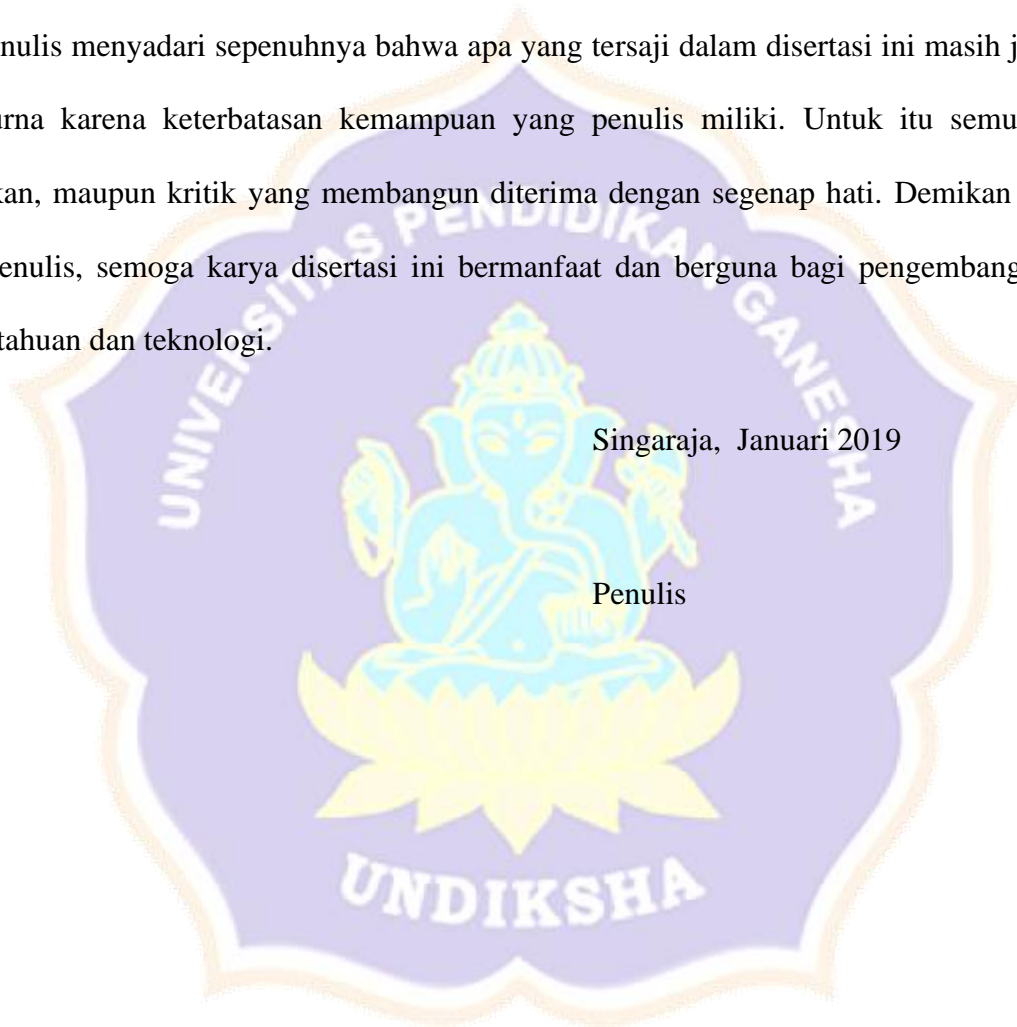 nulis menyadari sepenuhnya bahwa apa yang tersaji dalam disertasi ini masih j
urna karena keterbatasan kemampuan yang penulis miliki. Untuk itu semu
kan, maupun kritik yang membangun diterima dengan segenap hati. Demikan
enulis, semoga karya disertasi ini bermanfaat dan berguna bagi pengembang
tahuan dan teknologi.
Singaraja, Januari 2019
Penulis
UNIVERSITAS PENDIDIKAN GANESHA
UNDIKSHA